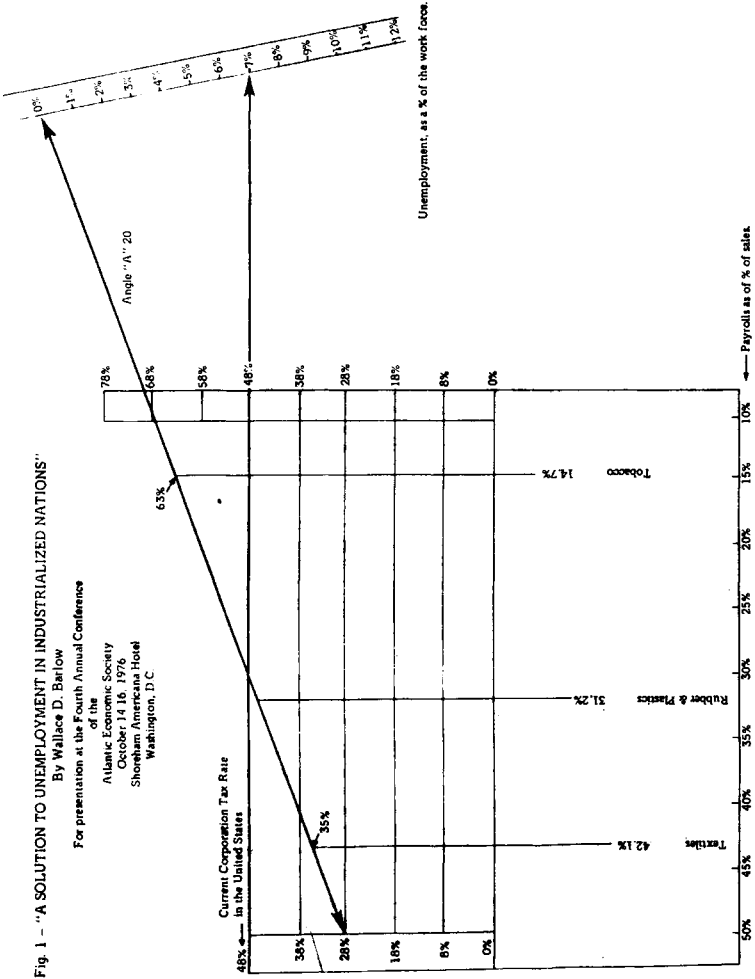 Fig. 1 – "A SOLUTION TO UNEMPLOYMENT IN INDUSTRIALIZED NATIONS"
By Wallace D. Barlow
For presentation at the Fourth Annual Conference
of the
Atlantic Economic Society
October 14 16, 1976
Shoreham Americana Hotel
Washington, D.C.
0%
-1%
-2%
-3%
-4%
-5%
-6%
-7%
-8%
-9%
-10%
-11%
-12%
Unemployment, as a % of the work force.
Angle "A" 20
78%
68%
58%
48%
38%
28%
18%
8%
0%
63%
35%
Current Corporation Tax Rate
in the United States
48%
38%
28%
18%
8%
0%
Textiles 42.1%
Rubber & Plastics 31.2%
Tobacco 14.7%
50%
45%
40%
35%
30%
25%
20%
15%
10%
Payrolls as of % of sales.